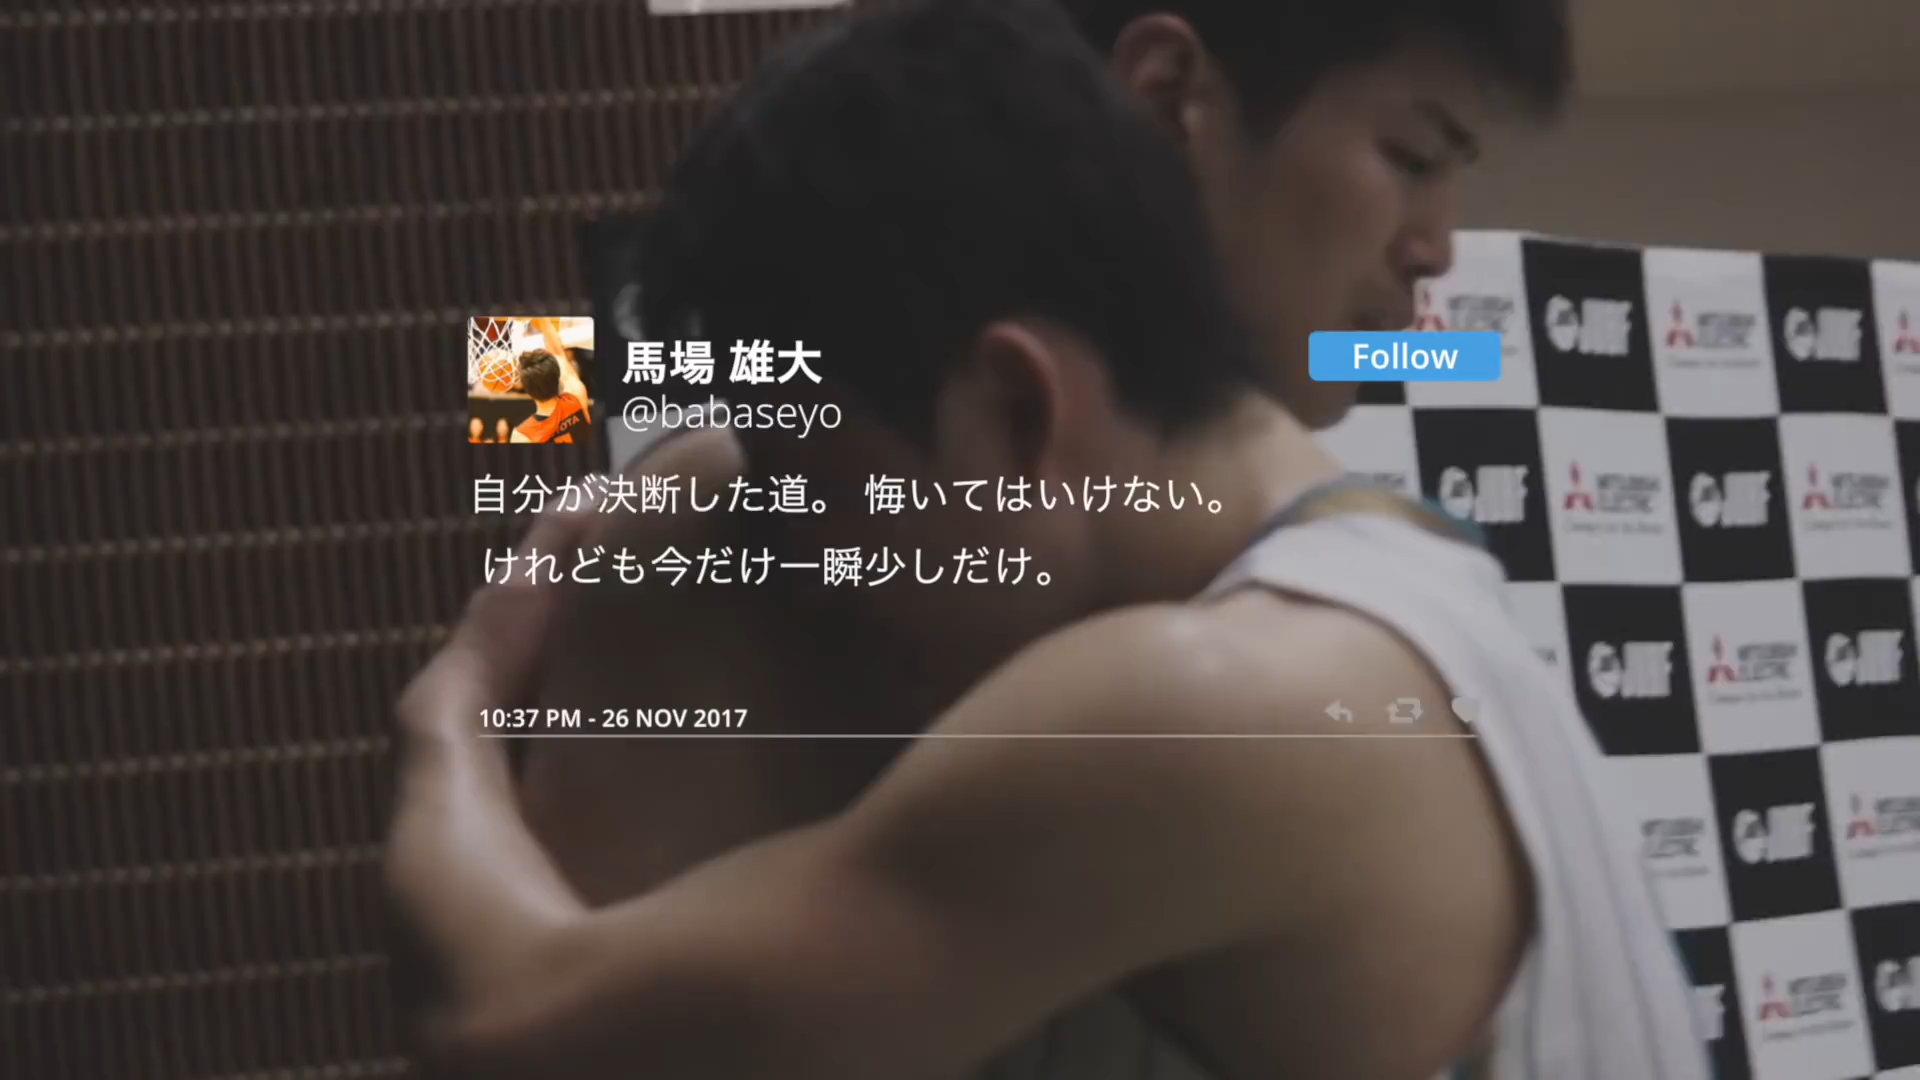 馬場 雄大
Follow
@babaseyo
自分が決断した道。 悔いてはいけない。
けれども今だけ一瞬少しだけ。
10:37 PM - 26 NOV 2017
MITSUBISHI ELECTRIC